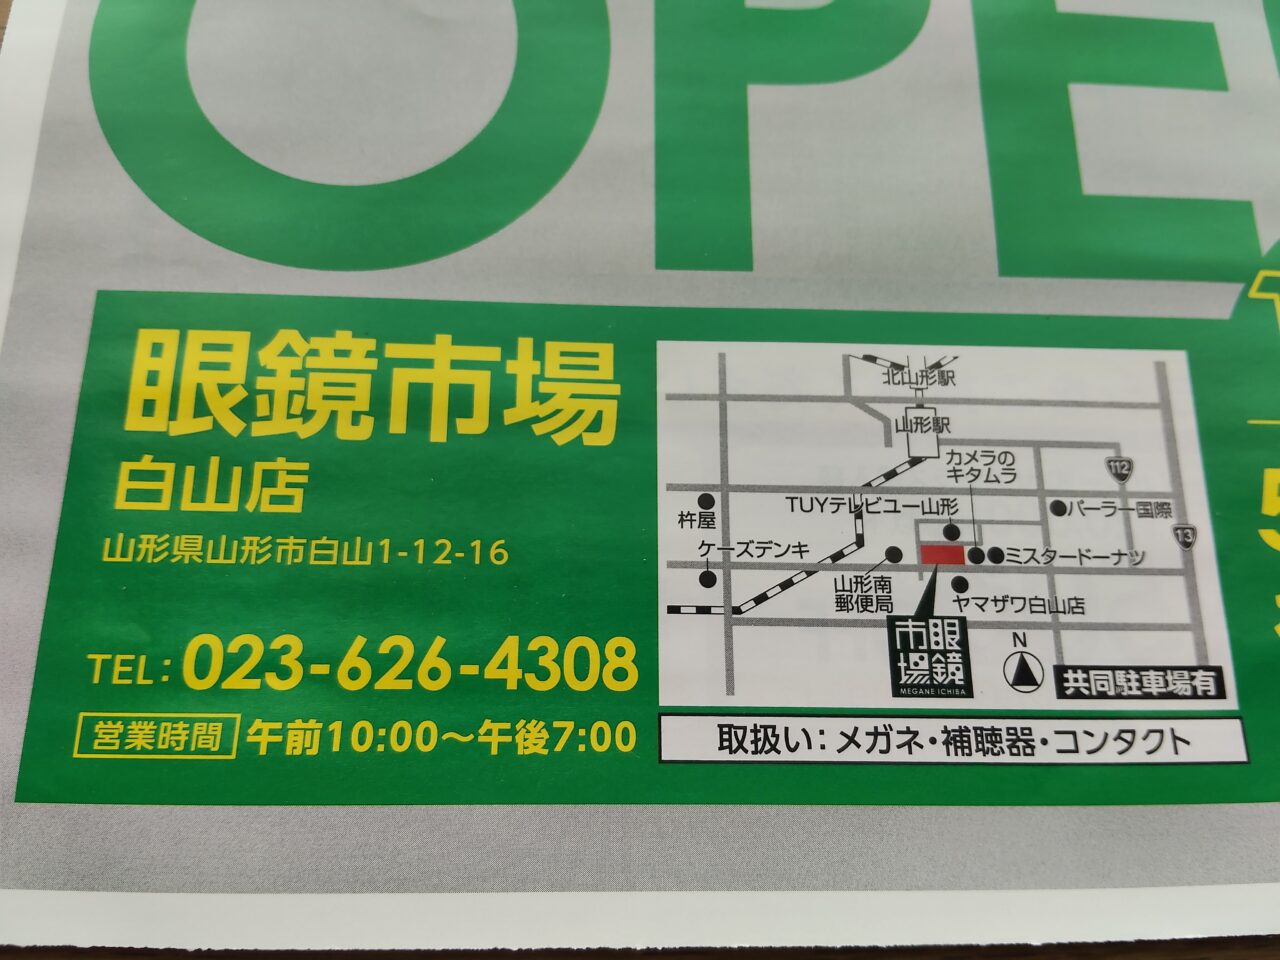 OPE
眼鏡市場
白山店
山形県山形市白山1-12-16
TEL: 023-626-4308
営業時間 午前10:00～午後7:00
北山形駅
山形駅
カメラの
キタムラ
112
TUYテレビユー山形
パーラー国際
杵屋
13
ケーズデンキ
ミスタードーナツ
山形南
郵便局
ヤマザワ白山店
眼鏡
市場
MEGANE ICHIBA
N
共同駐車場有
取扱い：メガネ・補聴器・コンタクト